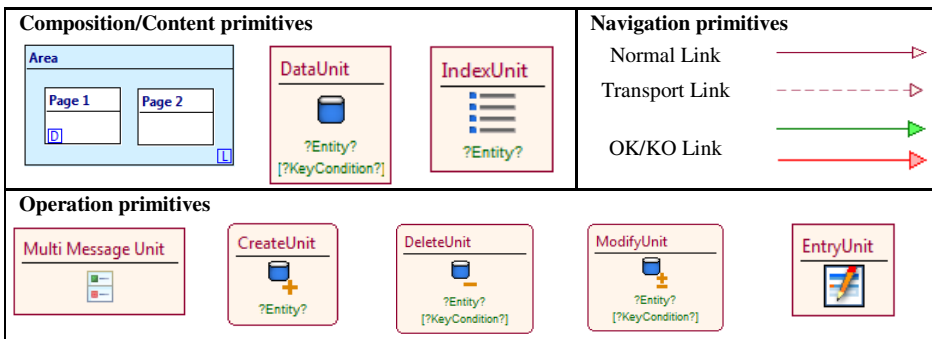 Composition/Content primitives
Area
Page 1
D
Page 2
L
DataUnit
?Entity?
[?KeyCondition?]
IndexUnit
?Entity?
Navigation primitives
Normal Link
Transport Link
OK/KO Link
Operation primitives
Multi Message Unit
CreateUnit
?Entity?
DeleteUnit
?Entity?
[?KeyCondition?]
ModifyUnit
?Entity?
[?KeyCondition?]
EntryUnit